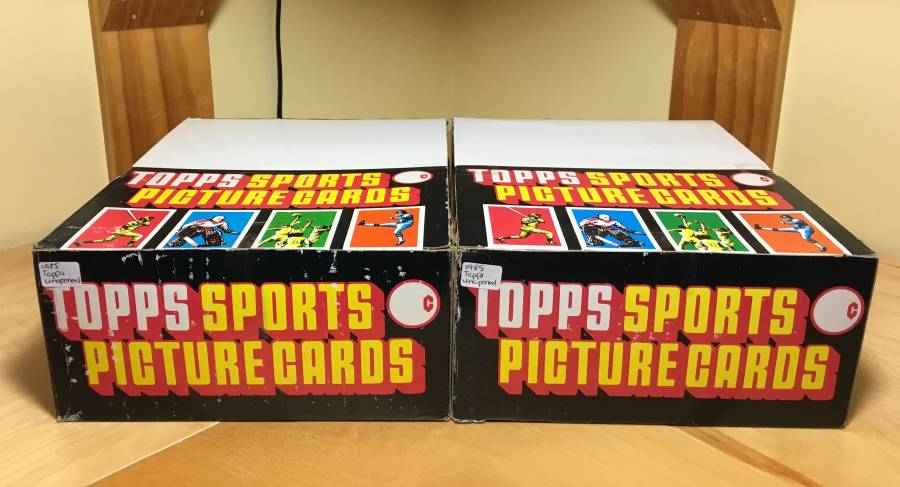 TOPPS SPORTS
PICTURE CARDS
TOPPS SPORTS
PICTURE CARDS
1985
Topps
unopened
TOPPS SPORTS
C
PICTURE CARDS
1985
Topps
unopened
TOPPS SPORTS
C
PICTURE CARDS